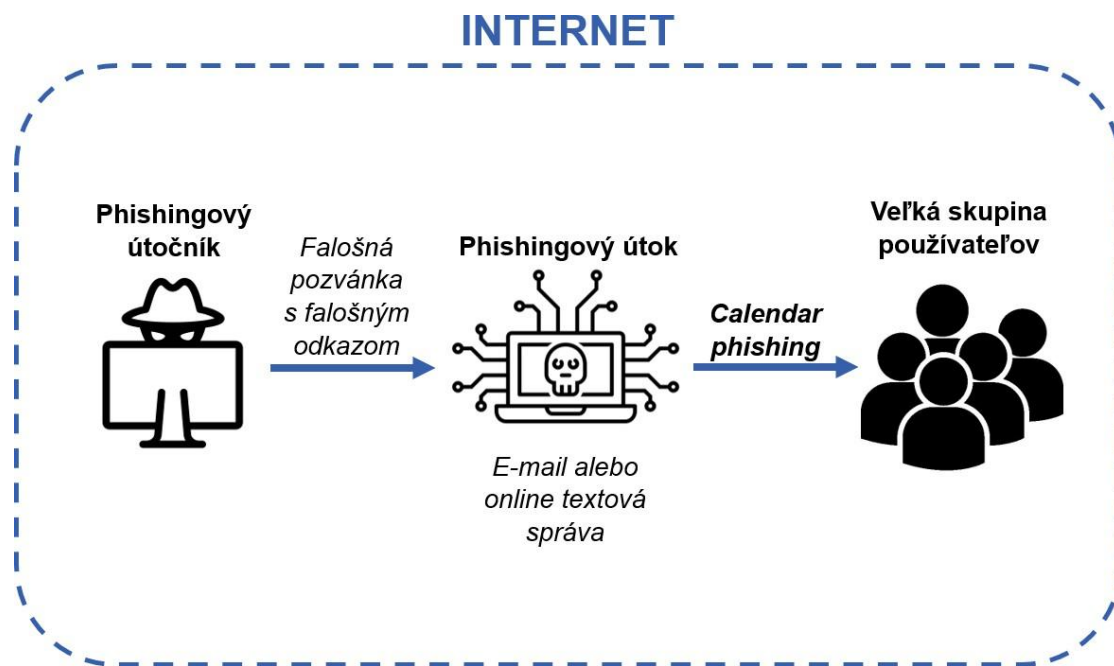 INTERNET
Phishingový
útočník
Falošná
pozvánka
s falošným
odkazom
Phishingový útok
E-mail alebo
online textová
správa
Calendar
phishing
Veľká skupina
používateľov